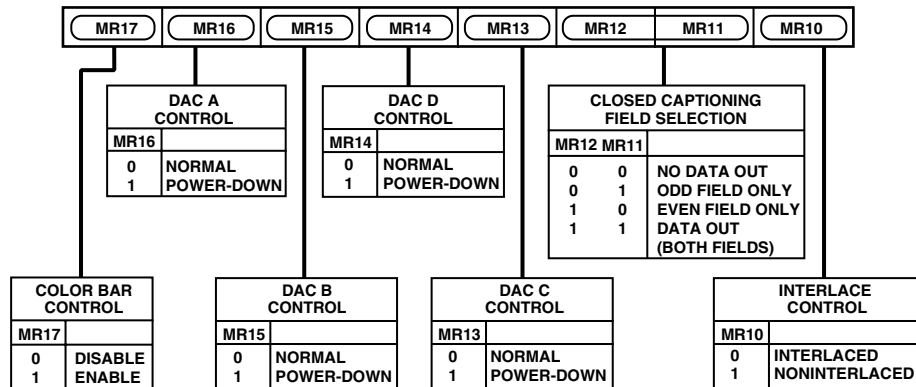 MR17 MR16 MR15 MR14 MR13 MR12 MR11 MR10
DAC A
CONTROL
MR16
0 NORMAL
1 POWER-DOWN
DAC D
CONTROL
MR14
0 NORMAL
1 POWER-DOWN
CLOSED CAPTIONING
FIELD SELECTION
MR12 MR11
0 0 NO DATA OUT
0 1 ODD FIELD ONLY
1 0 EVEN FIELD ONLY
1 1 DATA OUT
(BOTH FIELDS)
COLOR BAR
CONTROL
MR17
0 DISABLE
1 ENABLE
DAC B
CONTROL
MR15
0 NORMAL
1 POWER-DOWN
DAC C
CONTROL
MR13
0 NORMAL
1 POWER-DOWN
INTERLACE
CONTROL
MR10
0 INTERLACED
1 NONINTERLACED